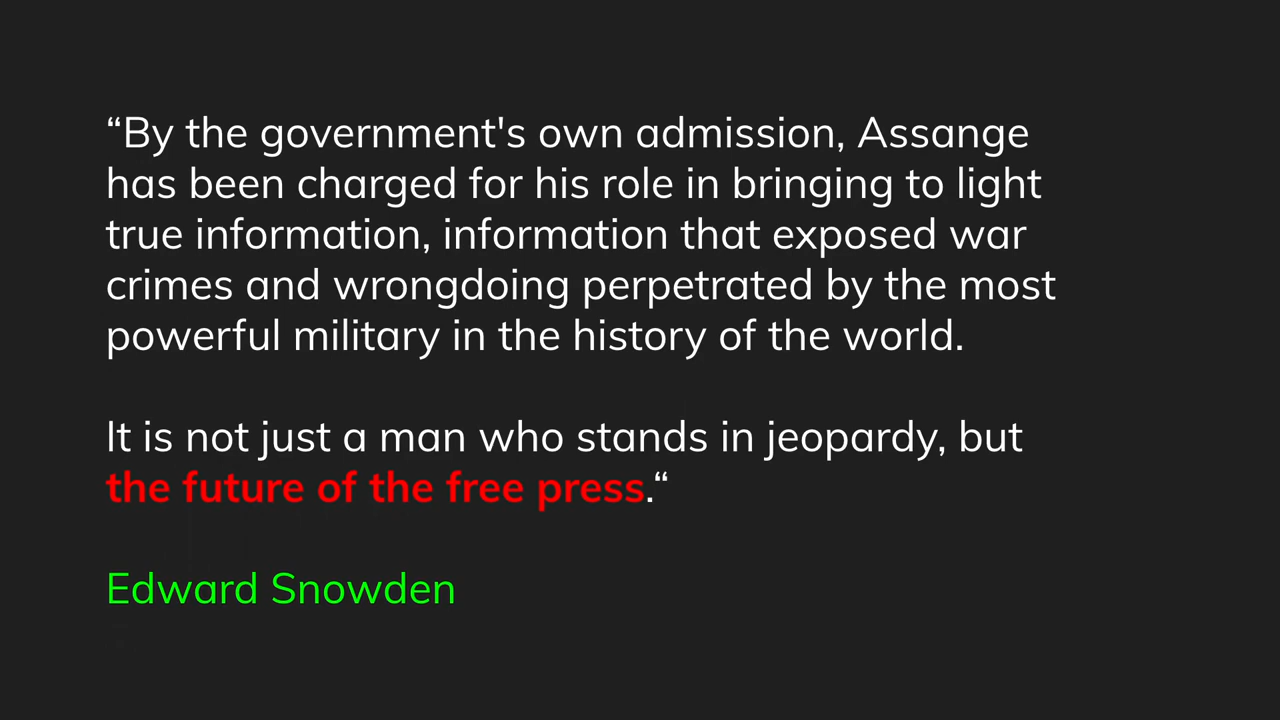 “By the government's own admission, Assange
has been charged for his role in bringing to light
true information, information that exposed war
crimes and wrongdoing perpetrated by the most
powerful military in the history of the world.
It is not just a man who stands in jeopardy, but
the future of the free press.“
Edward Snowden